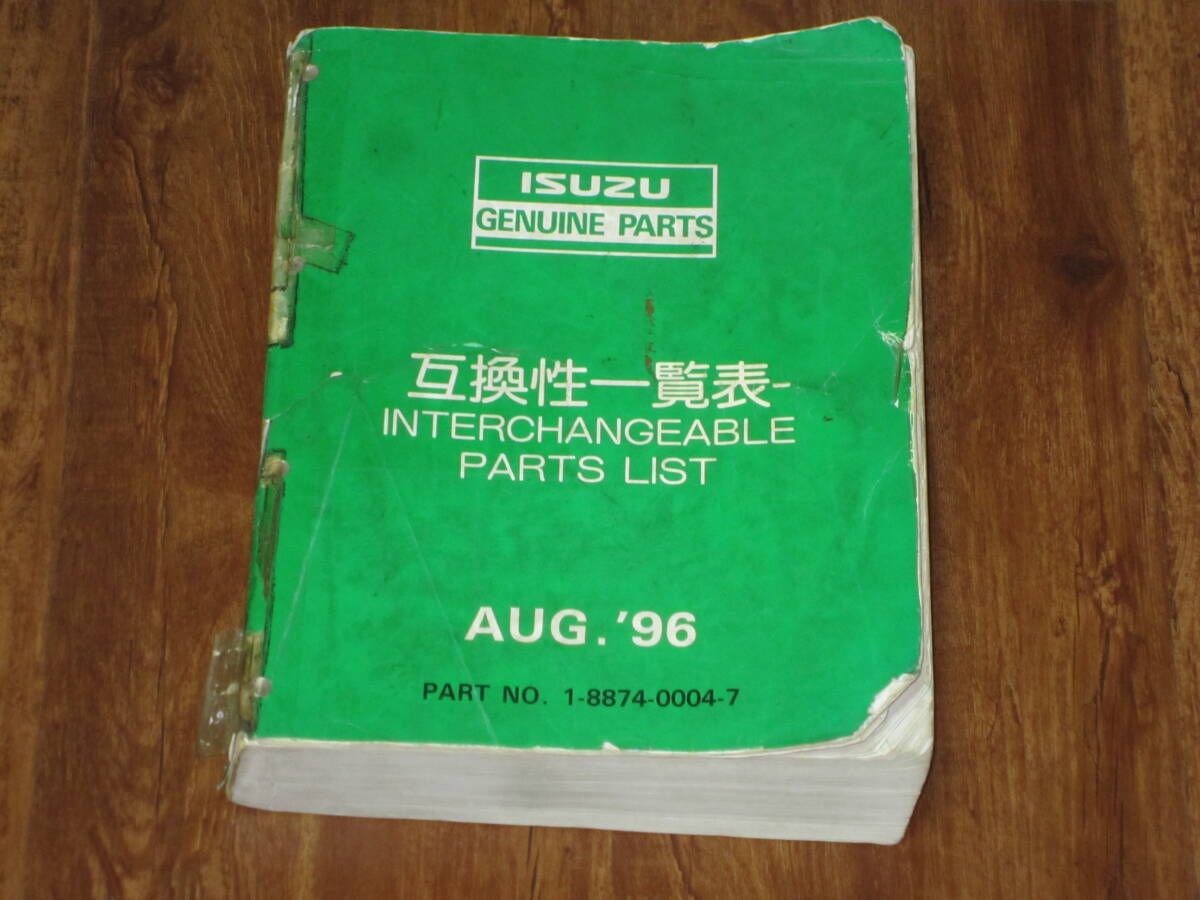 ISUZU
GENUINE PARTS
互換性一覧表
INTERCHANGEABLE
PARTS LIST
AUG. '96
PART NO. 1-8874-0004-7